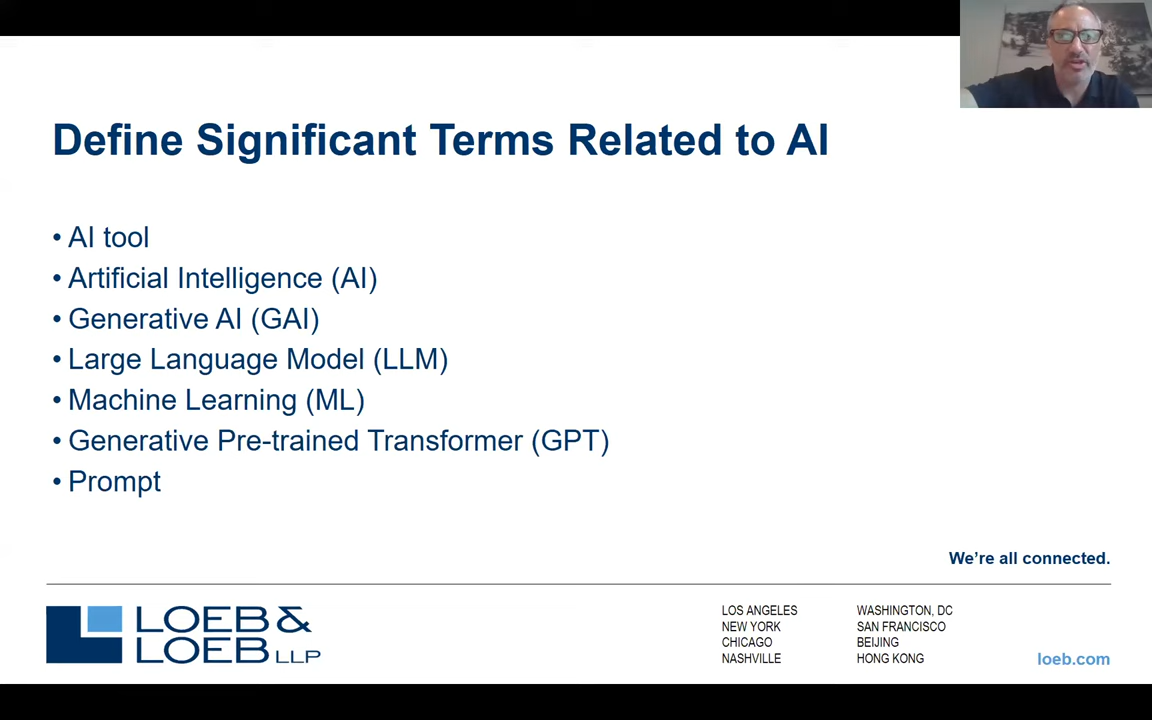 Define Significant Terms Related to AI
• AI tool
• Artificial Intelligence (AI)
• Generative AI (GAI)
• Large Language Model (LLM)
• Machine Learning (ML)
• Generative Pre-trained Transformer (GPT)
• Prompt
We’re all connected.
LOEB &
LOEB LLP
LOS ANGELES
NEW YORK
CHICAGO
NASHVILLE
WASHINGTON, DC
SAN FRANCISCO
BEIJING
HONG KONG
loeb.com